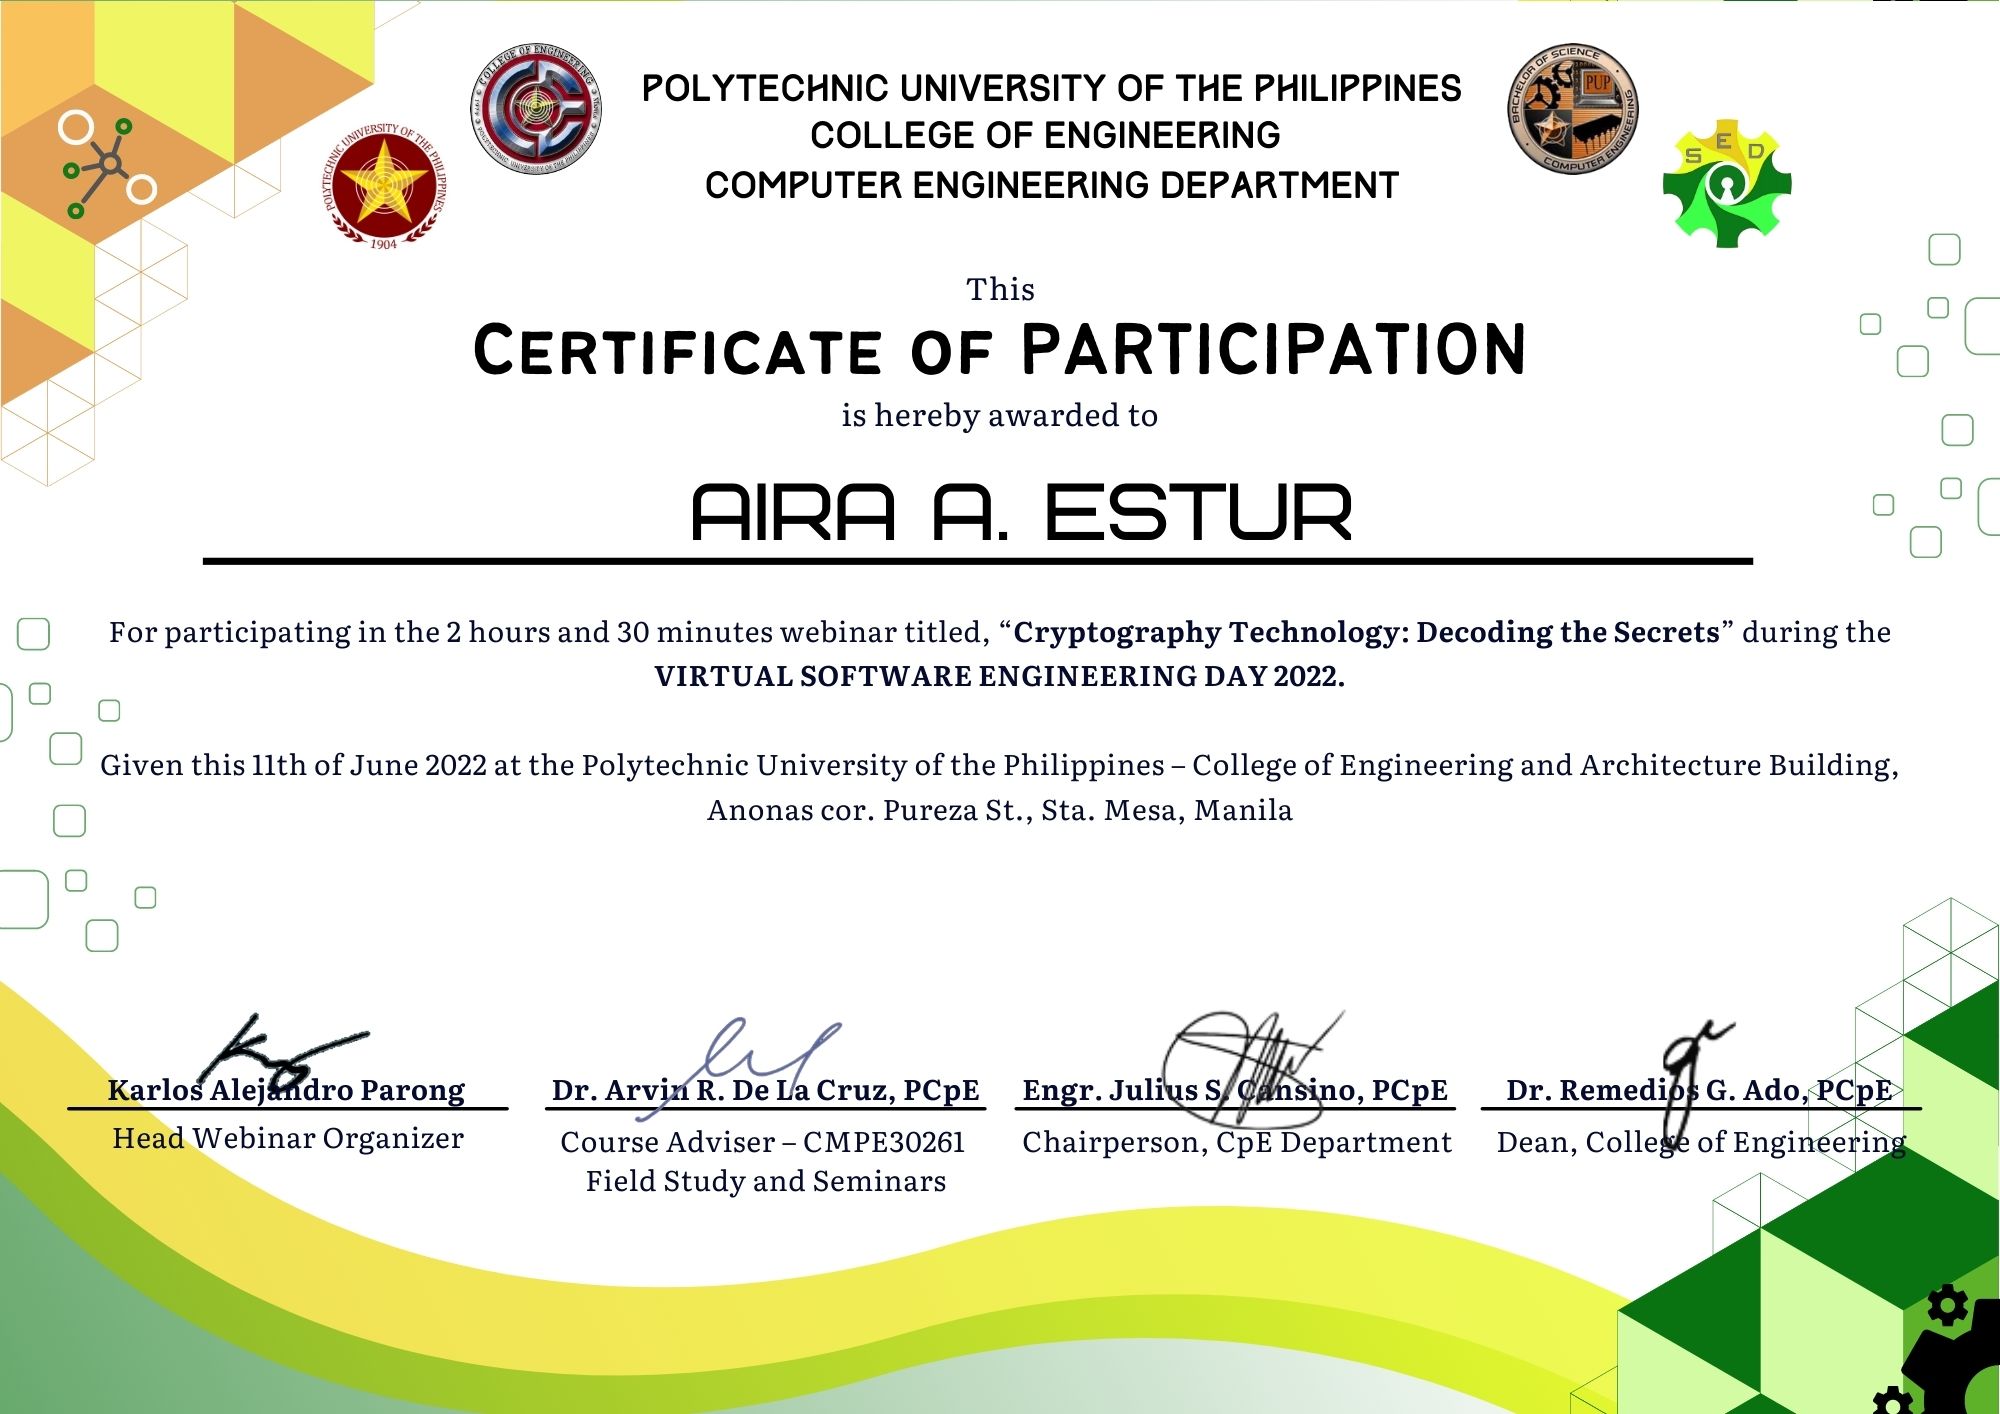 POLYTECHNIC UNIVERSITY OF THE PHILIPPINES
COLLEGE OF ENGINEERING
COMPUTER ENGINEERING DEPARTMENT
COLLEGE OF ENGINEERING
POLYTECHNIC UNIVERSITY OF THE PHILIPPINES
1904
BACHELOR OF SCIENCE
PUP
COMPUTER ENGINEERING
SED
This
CERTIFICATE OF PARTICIPATION
is hereby awarded to
AIRA A. ESTUR
For participating in the 2 hours and 30 minutes webinar titled, “Cryptography Technology: Decoding the Secrets” during the
VIRTUAL SOFTWARE ENGINEERING DAY 2022.
Given this 11th of June 2022 at the Polytechnic University of the Philippines – College of Engineering and Architecture Building,
Anonas cor. Pureza St., Sta. Mesa, Manila
Karlos Alejandro Parong
Head Webinar Organizer
Dr. Arvin R. De La Cruz, PCpE
Course Adviser – CMPE30261
Field Study and Seminars
Engr. Julius S. Cansino, PCpE
Chairperson, CpE Department
Dr. Remedios G. Ado, PCpE
Dean, College of Engineering